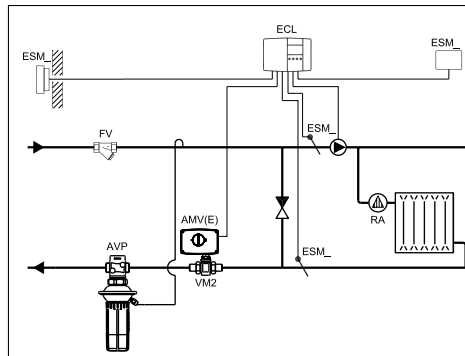 ECL
ESM_
ESM_
FV
ESM_
AMV(E)
RA
AVP
ESM_
VM2